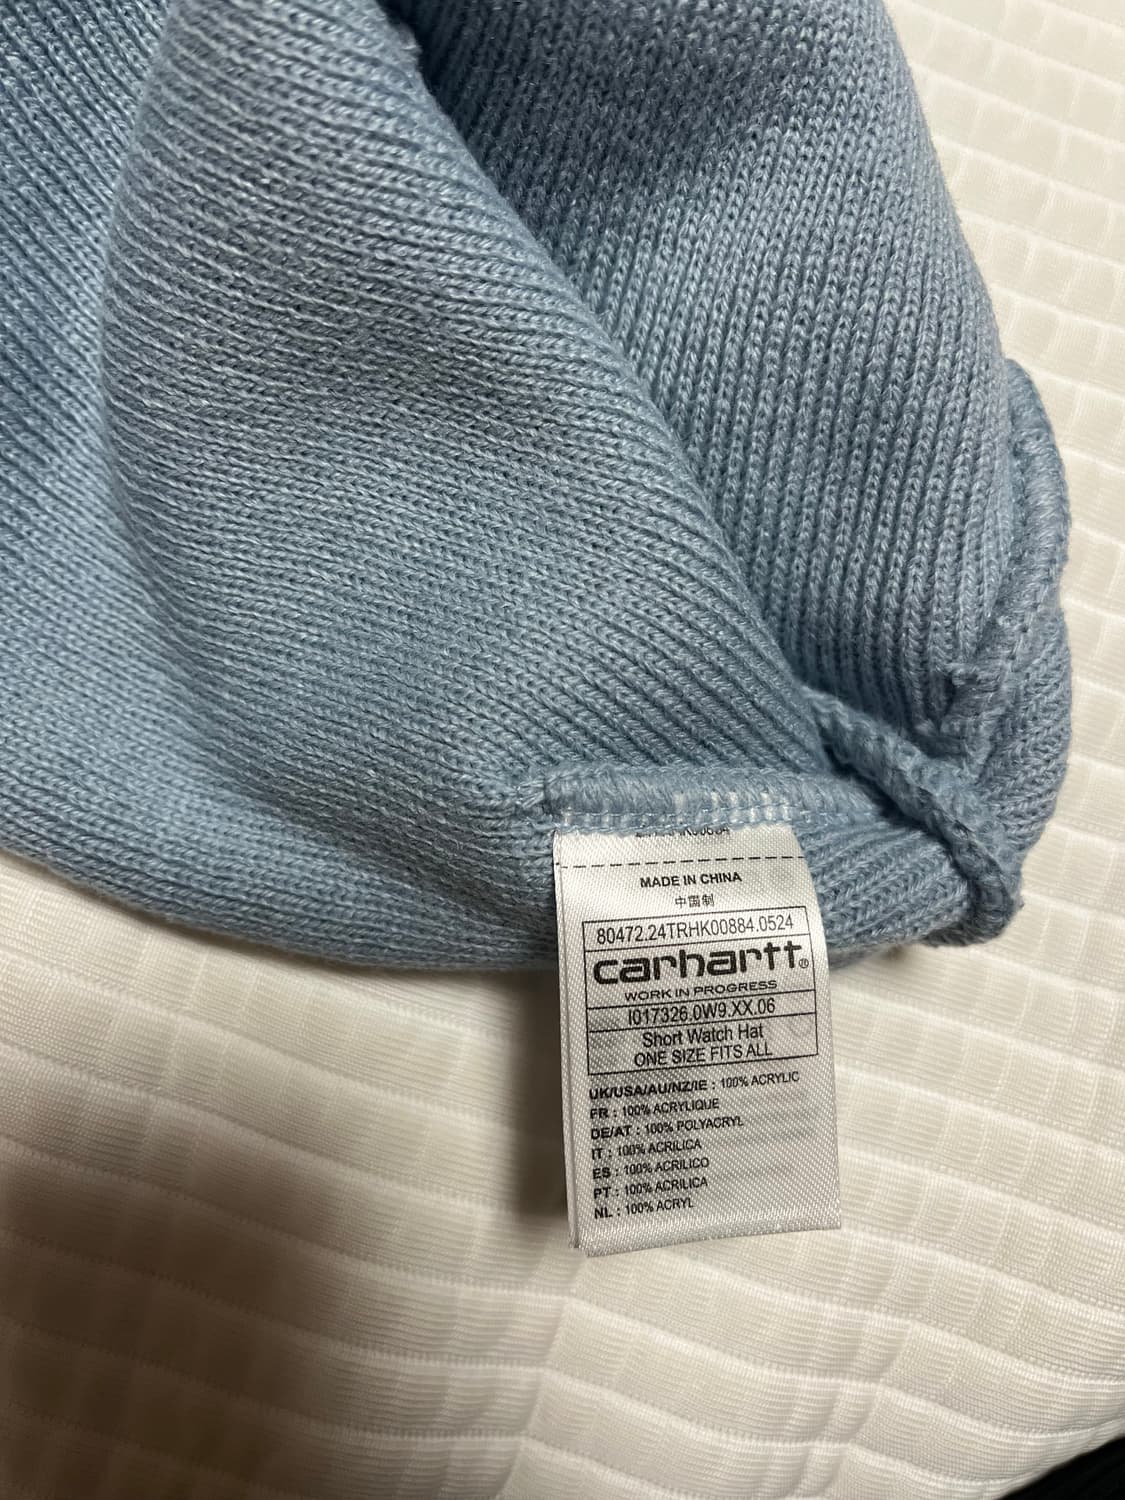 MADE IN CHINA
中国制
80472.24TRHK00884.0524
carhartt®
WORK IN PROGRESS
I017326.0W9.XX.06
Short Watch Hat
ONE SIZE FITS ALL
UK/USA/AU/NZ/IE : 100% ACRYLIC
FR : 100% ACRYLIQUE
DE/AT : 100% POLYACRYL
IT : 100% ACRILICA
ES : 100% ACRILICO
PT : 100% ACRILICA
NL : 100% ACRYL